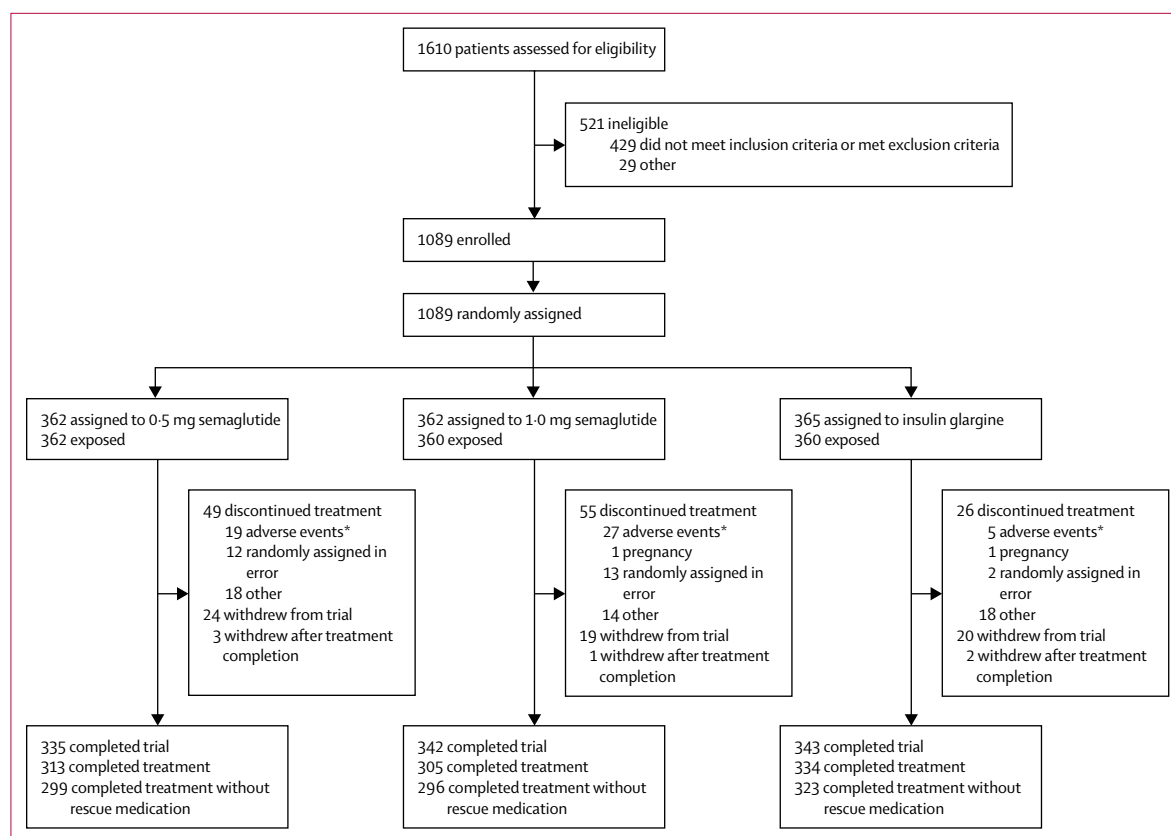 1610 patients assessed for eligibility
521 ineligible
429 did not meet inclusion criteria or met exclusion criteria
29 other
1089 enrolled
1089 randomly assigned
362 assigned to 0·5 mg semaglutide
362 exposed
362 assigned to 1·0 mg semaglutide
360 exposed
365 assigned to insulin glargine
360 exposed
49 discontinued treatment
19 adverse events*
12 randomly assigned in
error
18 other
24 withdrew from trial
3 withdrew after treatment
completion
55 discontinued treatment
27 adverse events*
1 pregnancy
13 randomly assigned in
error
14 other
19 withdrew from trial
1 withdrew after treatment
completion
26 discontinued treatment
5 adverse events*
1 pregnancy
2 randomly assigned in
error
18 other
20 withdrew from trial
2 withdrew after treatment
completion
335 completed trial
313 completed treatment
299 completed treatment without
rescue medication
342 completed trial
305 completed treatment
296 completed treatment without
rescue medication
343 completed trial
334 completed treatment
323 completed treatment without
rescue medication